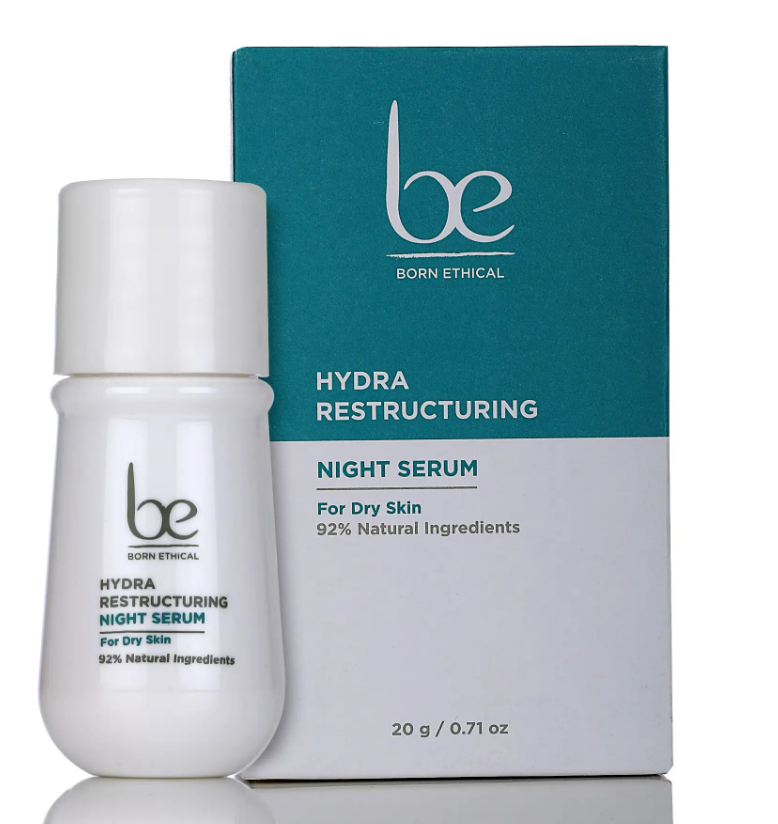 be
BORN ETHICAL
HYDRA
RESTRUCTURING
NIGHT SERUM
For Dry Skin
92% Natural Ingredients
20 g / 0.71 oz
be
BORN ETHICAL
HYDRA
RESTRUCTURING
NIGHT SERUM
For Dry Skin
92% Natural Ingredients